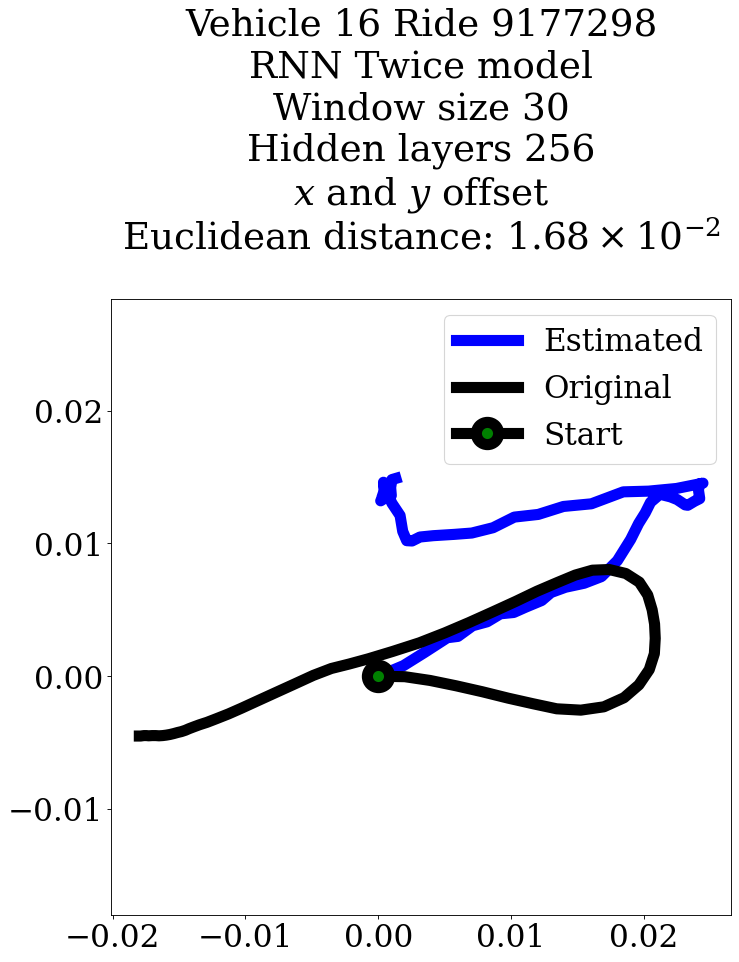 Vehicle 16 Ride 9177298
RNN Twice model
Window size 30
Hidden layers 256
x and y offset
Euclidean distance: 1.68 × 10⁻²
Estimated
Original
Start
0.02
0.01
0.00
−0.01
−0.02 −0.01 0.00 0.01 0.02